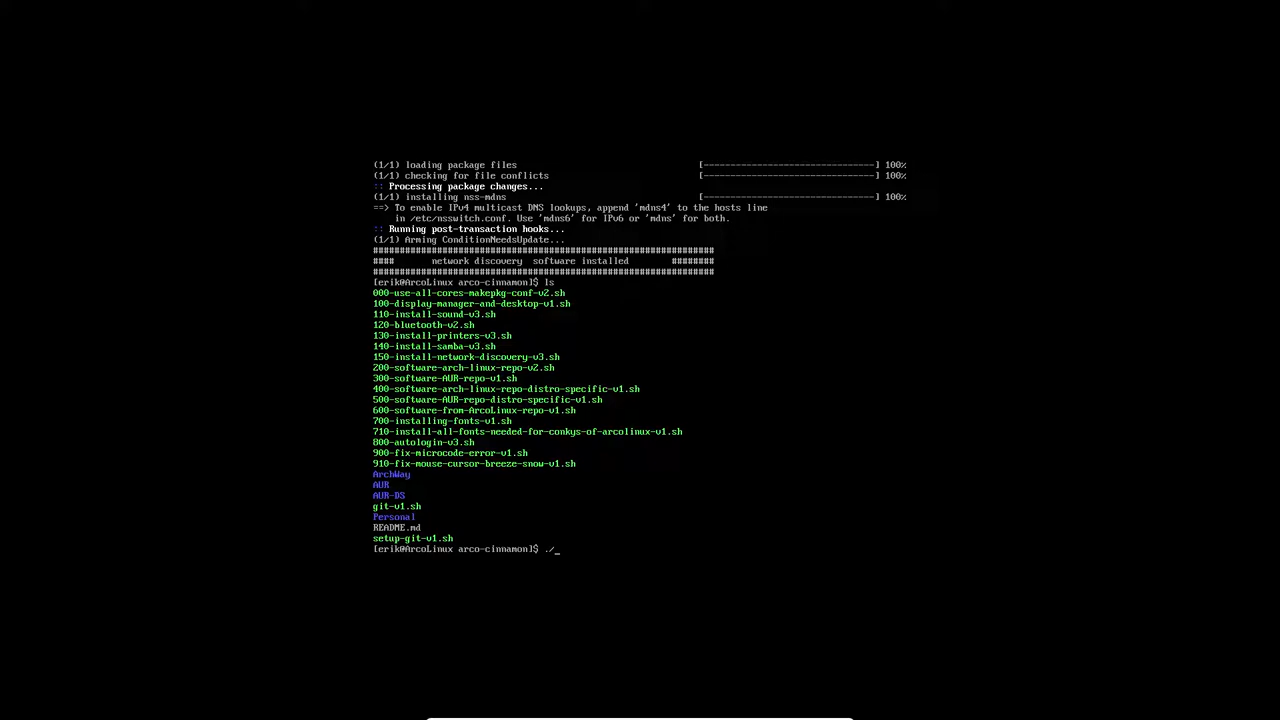 (1/1) loading package files [--------------------------------] 100%
(1/1) checking for file conflicts [--------------------------------] 100%
:: Processing package changes...
(1/1) installing nss-mdns [--------------------------------] 100%
==> To enable IPv4 multicast DNS lookups, append 'mdns4' to the hosts line
in /etc/nsswitch.conf. Use 'mdns6' for IPv6 or 'mdns' for both.
:: Running post-transaction hooks...
(1/1) Arming ConditionNeedsUpdate...
################################################################
#### network discovery software installed ########
################################################################
[erik@ArcoLinux arco-cinnamon]$ ls
000-use-all-cores-makepkg-conf-v2.sh
100-display-manager-and-desktop-v1.sh
110-install-sound-v3.sh
120-bluetooth-v2.sh
130-install-printers-v3.sh
140-install-samba-v3.sh
150-install-network-discovery-v3.sh
200-software-arch-linux-repo-v2.sh
300-software-AUR-repo-v1.sh
400-software-arch-linux-repo-distro-specific-v1.sh
500-software-AUR-repo-distro-specific-v1.sh
600-software-from-ArcoLinux-repo-v1.sh
700-installing-fonts-v1.sh
710-install-all-fonts-needed-for-conkys-of-arcolinux-v1.sh
800-autologin-v3.sh
900-fix-microcode-error-v1.sh
910-fix-mouse-cursor-breeze-snow-v1.sh
ArchWay
AUR
AUR-DS
git-v1.sh
Personal
README.md
setup-git-v1.sh
[erik@ArcoLinux arco-cinnamon]$ ./_